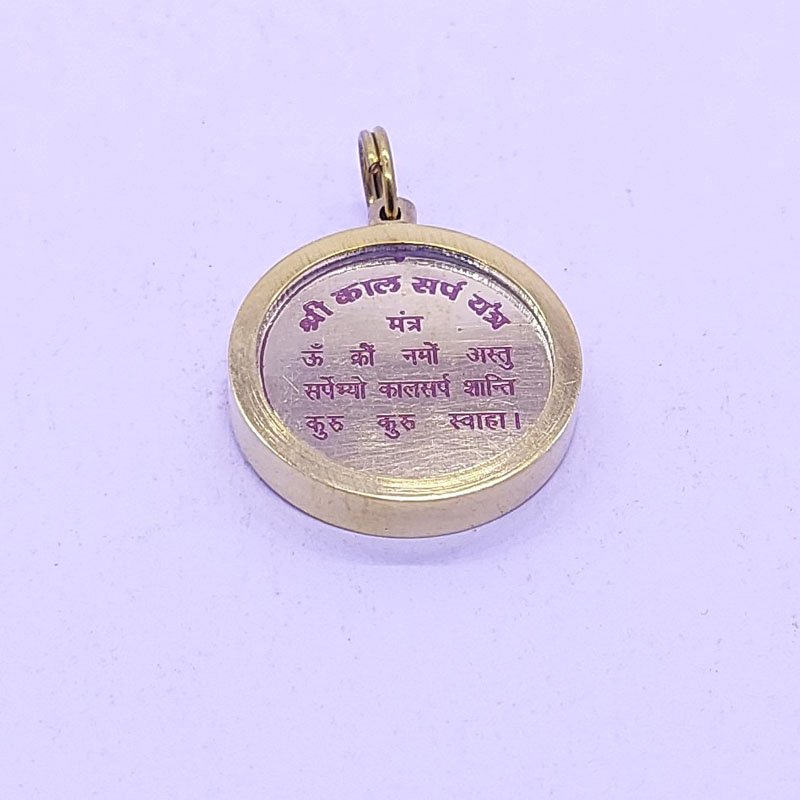 श्री काल सर्प यंत्र
मंत्र
ऊँ क्रों नमों अस्तु
सर्पेभ्यो कालसर्प शान्ति
कुरु कुरु स्वाहा।